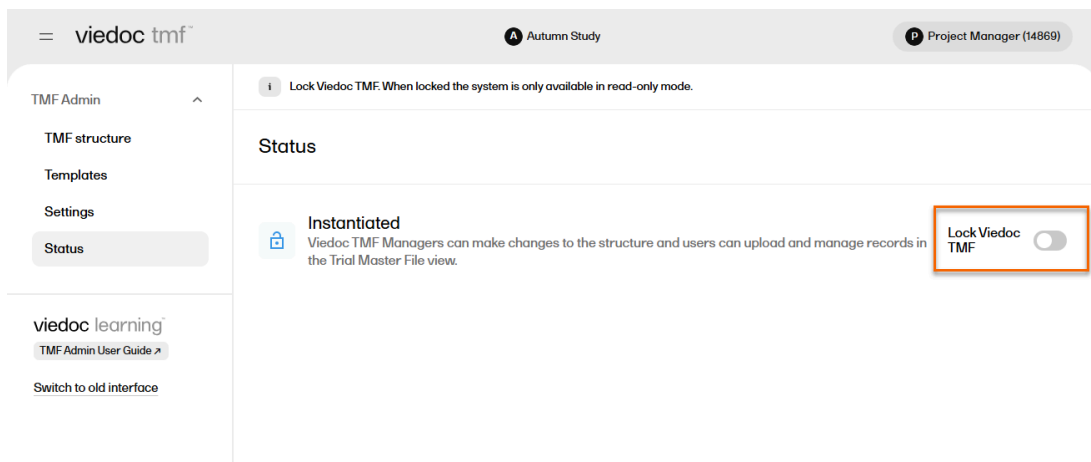 viedoc tmf™
A Autumn Study
P Project Manager (14869)
TMF Admin
TMF structure
Templates
Settings
Status
viedoc learning™
TMF Admin User Guide ↗
Switch to old interface
i Lock Viedoc TMF. When locked the system is only available in read-only mode.
Status
Instantiated
Viedoc TMF Managers can make changes to the structure and users can upload and manage records in
the Trial Master File view.
Lock Viedoc
TMF